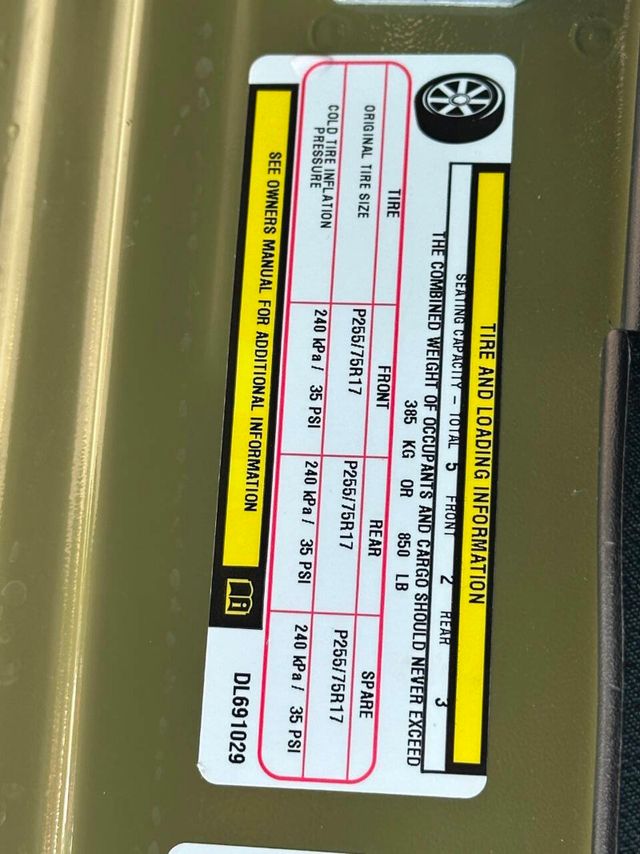 TIRE AND LOADING INFORMATION
SEATING CAPACITY – TOTAL 5 FRONT 2 REAR 3
THE COMBINED WEIGHT OF OCCUPANTS AND CARGO SHOULD NEVER EXCEED
385 KG OR 850 LB
TIRE FRONT REAR SPARE
ORIGINAL TIRE SIZE P255/75R17 P255/75R17 P255/75R17
COLD TIRE INFLATION
PRESSURE 240 kPa / 35 PSI 240 kPa / 35 PSI 240 kPa / 35 PSI
SEE OWNERS MANUAL FOR ADDITIONAL INFORMATION
DL691029